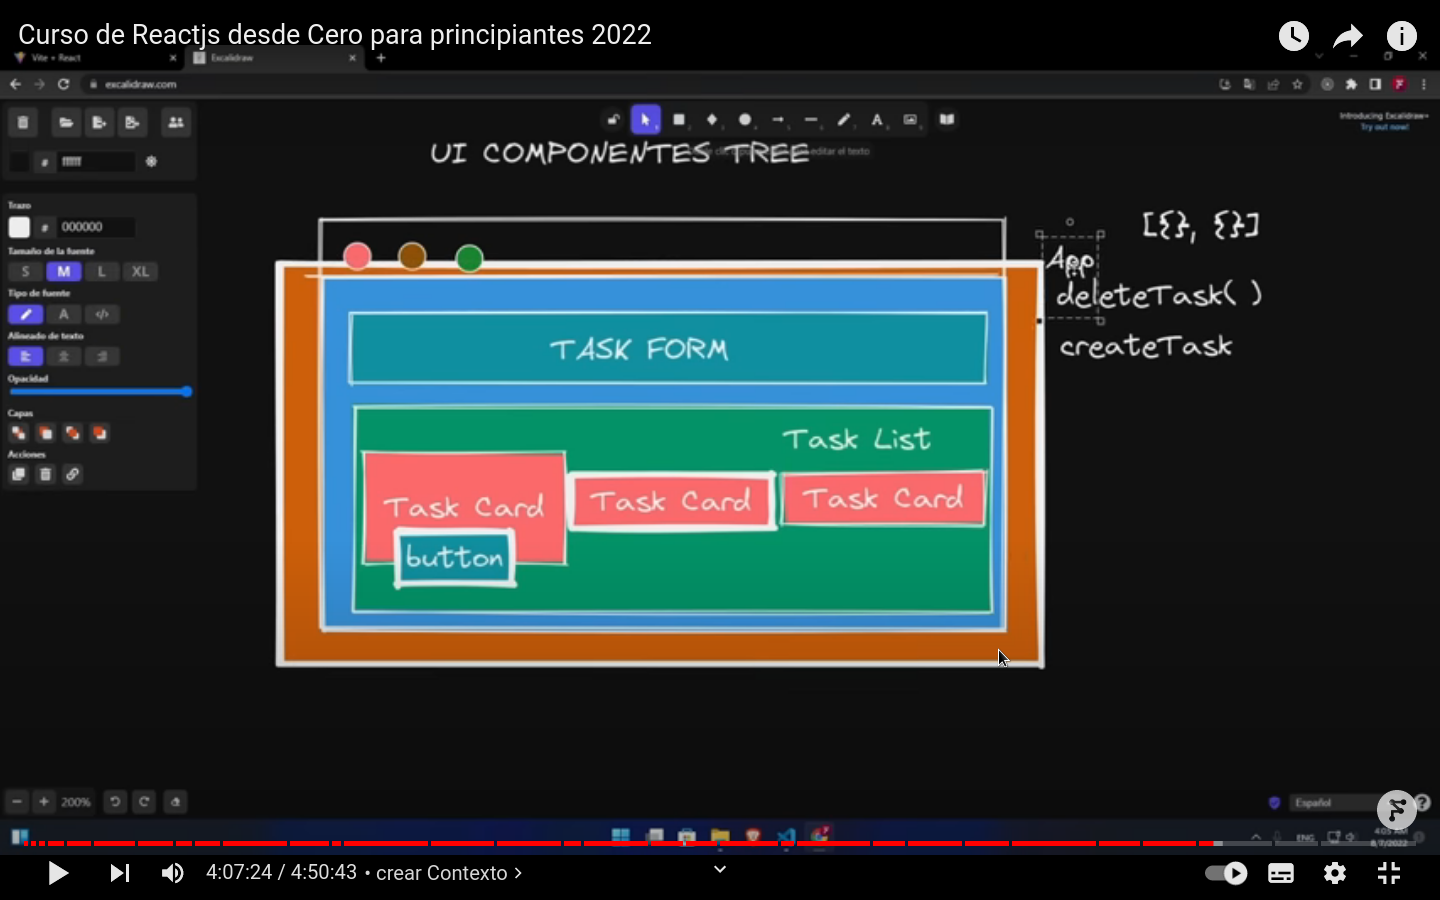 Curso de Reactjs desde Cero para principiantes 2022
Vite + React
Excalidraw
excalidraw.com
Introducing Excalidraw+
Try out now!
# ffffff
UI COMPONENTES TREE
editar el texto
Trazo
# 000000
Tamaño de la fuente
S M L XL
Tipo de fuente
A </>
Alineado de texto
Opacidad
Capas
Acciones
[{}, {}]
App
deleteTask( )
createTask
TASK FORM
Task List
Task Card
Task Card
Task Card
button
200%
Español
ENG
4:05 AM
8/7/2022
4:07:24 / 4:50:43 • crear Contexto >